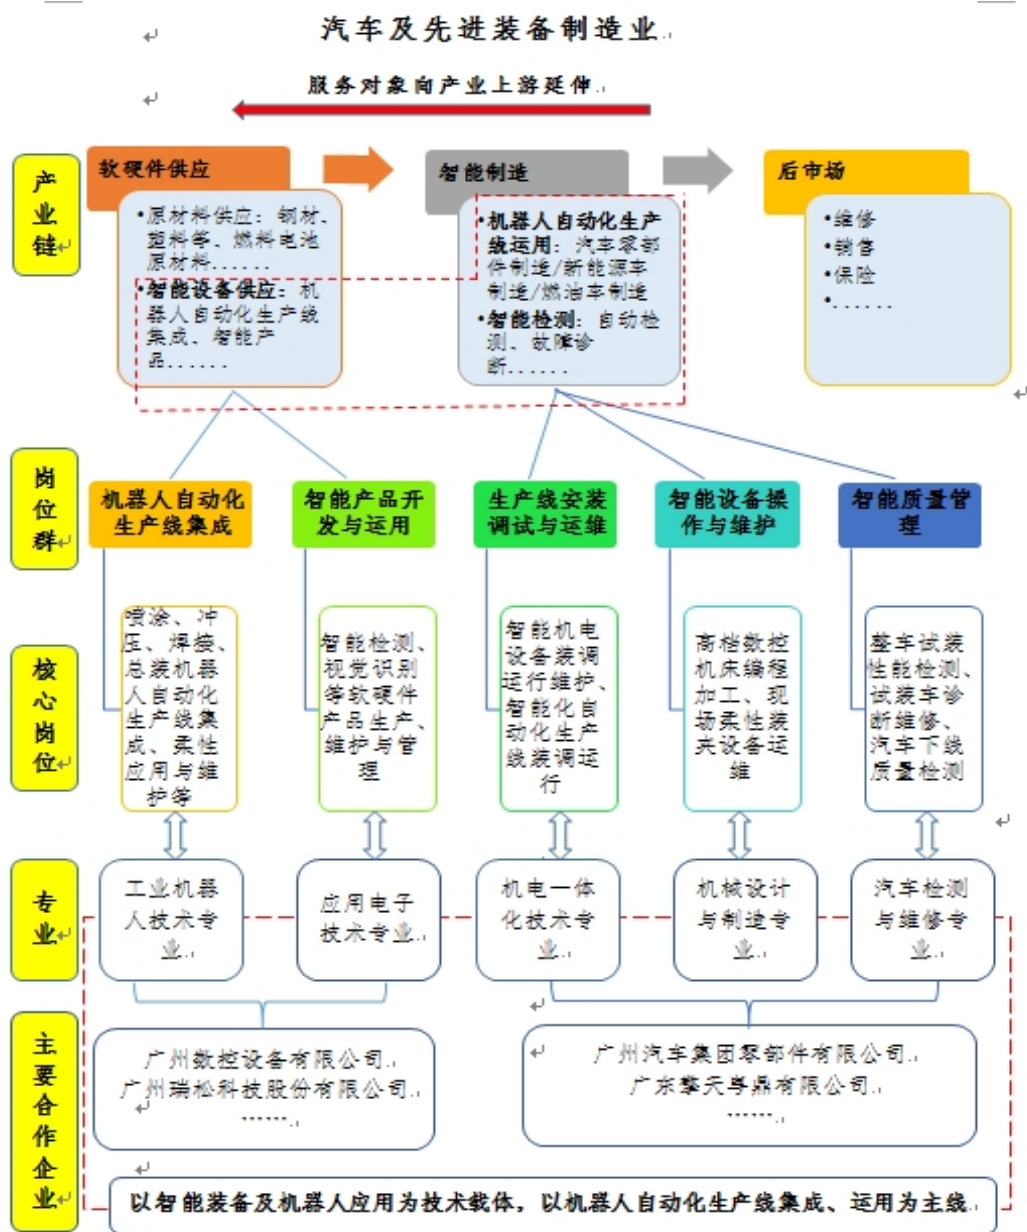 汽车及先进装备制造业
服务对象向产业上游延伸
产
业
链
软硬件供应
•原材料供应：钢材、
塑料等、燃料电池
原材料......
•智能设备供应：机
器人自动化生产线
集成、智能产
品......
智能制造
•机器人自动化生产
线运用：汽车零部
件制造/新能源车
制造/燃油车制造
•智能检测：自动检
测、故障诊
断......
后市场
•维修
•销售
•保险
•......
岗
位
群
机器人自动化
生产线集成
智能产品开
发与运用
生产线安装
调试与运维
智能设备操
作与维护
智能质量管
理
核
心
岗
位
喷涂、冲
压、焊接、
总装机器
人自动化
生产线集
成、柔性
应用与维
护等
智能检测、
视觉识别
等软硬件
产品生产、
维护与管
理
智能机电
设备装调
运行维护、
智能化自
动化生产
线装调运
行
高档数控
机床编程
加工、现
场柔性装
夹设备运
维
整车试装
性能检测、
试装车诊
断维修、
汽车下线
质量检测
专
业
工业机器
人技术专
业
应用电子
技术专业
机电一体
化技术专
业
机械设计
与制造专
业
汽车检测
与维修专
业
主
要
合
作
企
业
广州数控设备有限公司
广州瑞松科技股份有限公司
……
广州汽车集团零部件有限公司
广东擎天粤鼎有限公司
……
以智能装备及机器人应用为技术载体，以机器人自动化生产线集成、运用为主线